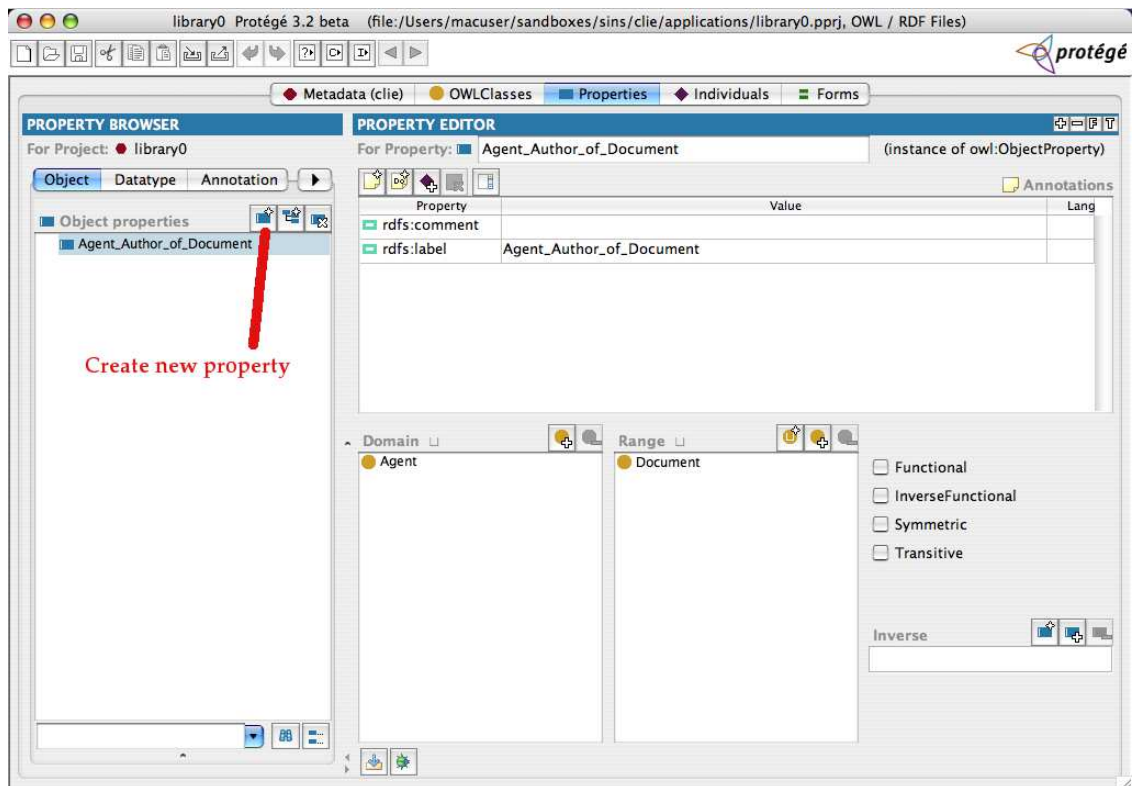 library0 Protégé 3.2 beta (file:/Users/macuser/sandboxes/sins/clie/applications/library0.pprj, OWL / RDF Files)
protégé
Metadata (clie) OWLClasses Properties Individuals Forms
PROPERTY BROWSER
For Project: library0
Object Datatype Annotation
Object properties
Agent_Author_of_Document
Create new property
PROPERTY EDITOR
For Property: Agent_Author_of_Document (instance of owl:ObjectProperty)
Annotations
Property Value Lang
rdfs:comment
rdfs:label Agent_Author_of_Document
Domain
Agent
Range
Document
Functional
InverseFunctional
Symmetric
Transitive
Inverse